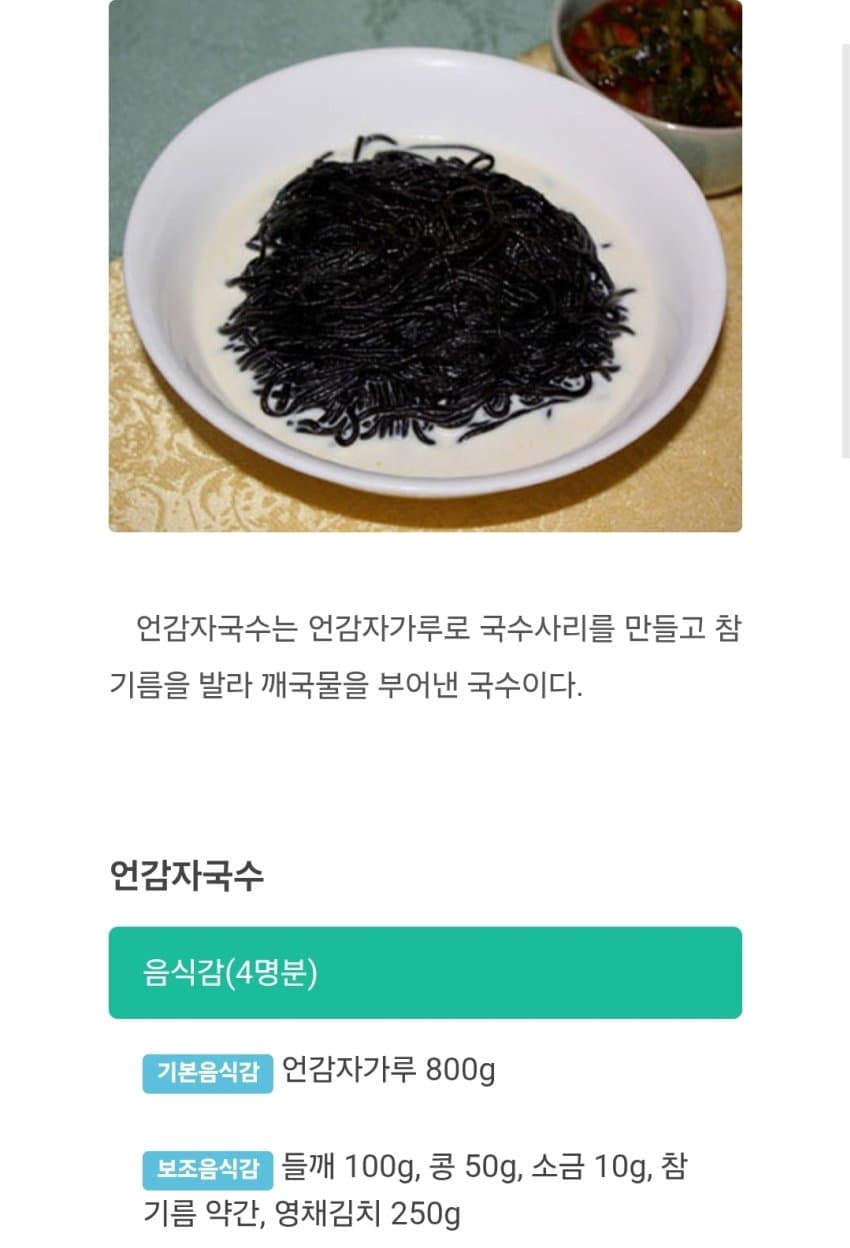 언감자국수는 언감자가루로 국수사리를 만들고 참
기름을 발라 깨국물을 부어낸 국수이다.
언감자국수
음식감(4명분)
기본음식감 언감자가루 800g
보조음식감 들깨 100g, 콩 50g, 소금 10g, 참
기름 약간, 영채김치 250g